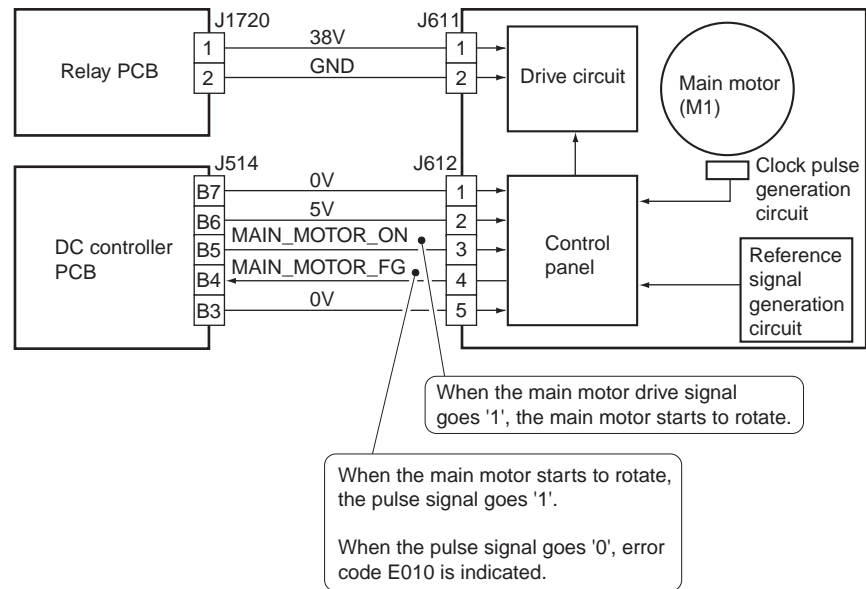 J1720
J611
Relay PCB
1
38V
1
2
GND
2
Drive circuit
Main motor
(M1)
J514
J612
Clock pulse
generation
circuit
DC controller
PCB
B7
0V
1
B6
5V
2
B5
MAIN_MOTOR_ON
3
B4
MAIN_MOTOR_FG
4
B3
0V
5
Control
panel
Reference
signal
generation
circuit
When the main motor drive signal
goes '1', the main motor starts to rotate.
When the main motor starts to rotate,
the pulse signal goes '1'.
When the pulse signal goes '0', error
code E010 is indicated.